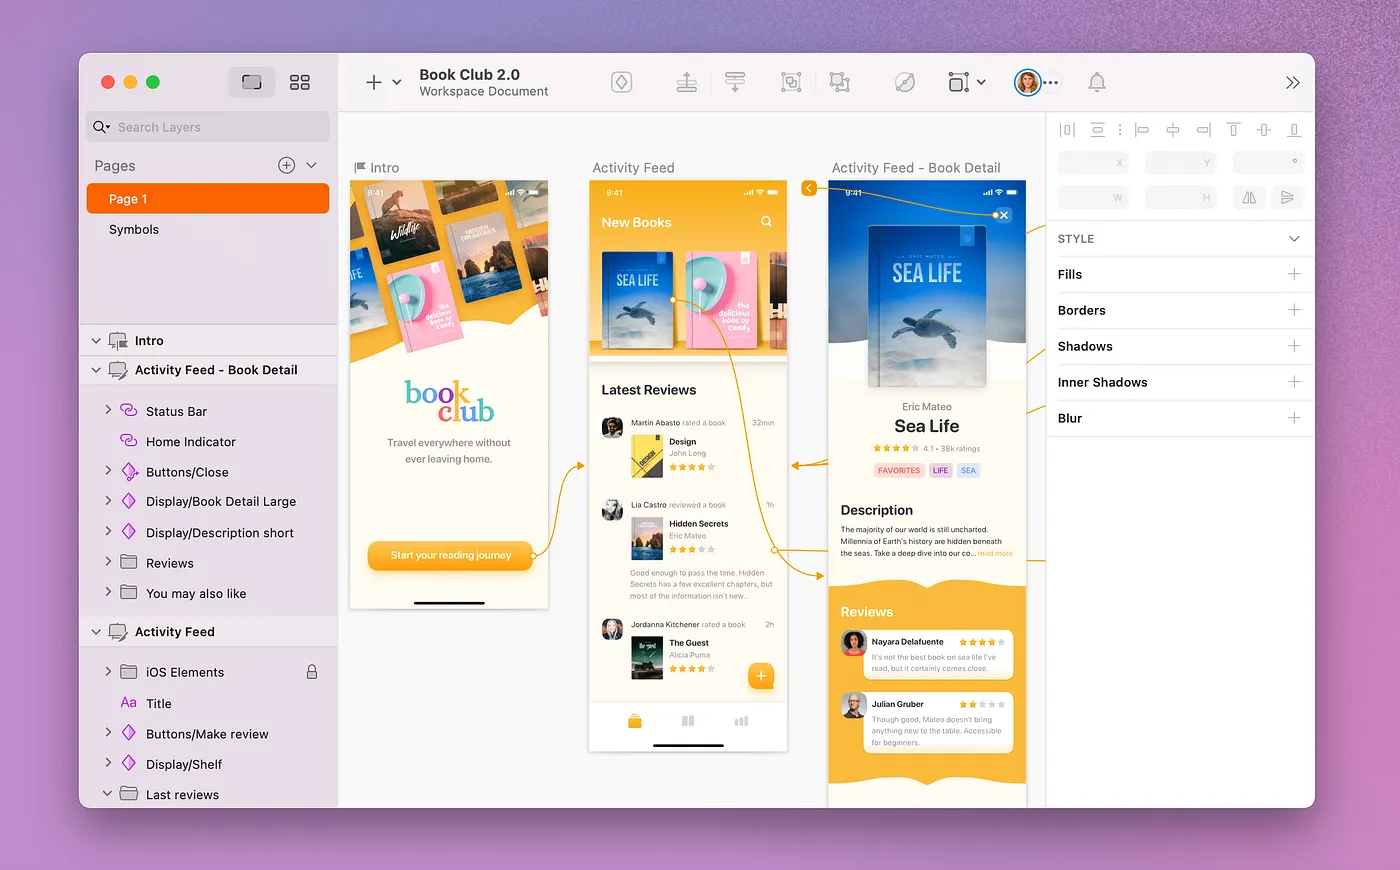 Book Club 2.0
Workspace Document
Search Layers
Pages
Page 1
Symbols
Intro
Activity Feed - Book Detail
Status Bar
Home Indicator
Buttons/Close
Display/Book Detail Large
Display/Description short
Reviews
You may also like
Activity Feed
iOS Elements
Aa Title
Buttons/Make review
Display/Shelf
Last reviews
Intro
9:41
Wildlife
HIDDEN
TREASURES
LIFE
the
delicious
book of
candy
book
club
Travel everywhere without
ever leaving home.
Start your reading journey
Activity Feed
9:41
New Books
SEA LIFE
the
delicious
book of
candy
Latest Reviews
Martin Abasto rated a book 32min
DESIGN
Design
John Long
Lia Castro reviewed a book 1h
Hidden Secrets
Eric Mateo
Good enough to pass the time. Hidden
Secrets has a few excellent chapters, but
most of the information isn't new...
Jordanna Kitchener rated a book 2h
the guest
The Guest
Alicia Puma
Activity Feed - Book Detail
9:41
ERIC MATEO
SEA LIFE
Eric Mateo
Sea Life
4.1 • 38k ratings
FAVORITES LIFE SEA
Description
The majority of our world is still uncharted.
Millennia of Earth's history are hidden beneath
the seas. Take a deep dive into our co... read more
Reviews
Nayara Delafuente
It's not the best book on sea life I've
read, but it certainly comes close.
Julian Gruber
Though good, Mateo doesn't bring
anything new to the table. Accessible
for beginners.
X Y °
W H
STYLE
Fills
Borders
Shadows
Inner Shadows
Blur